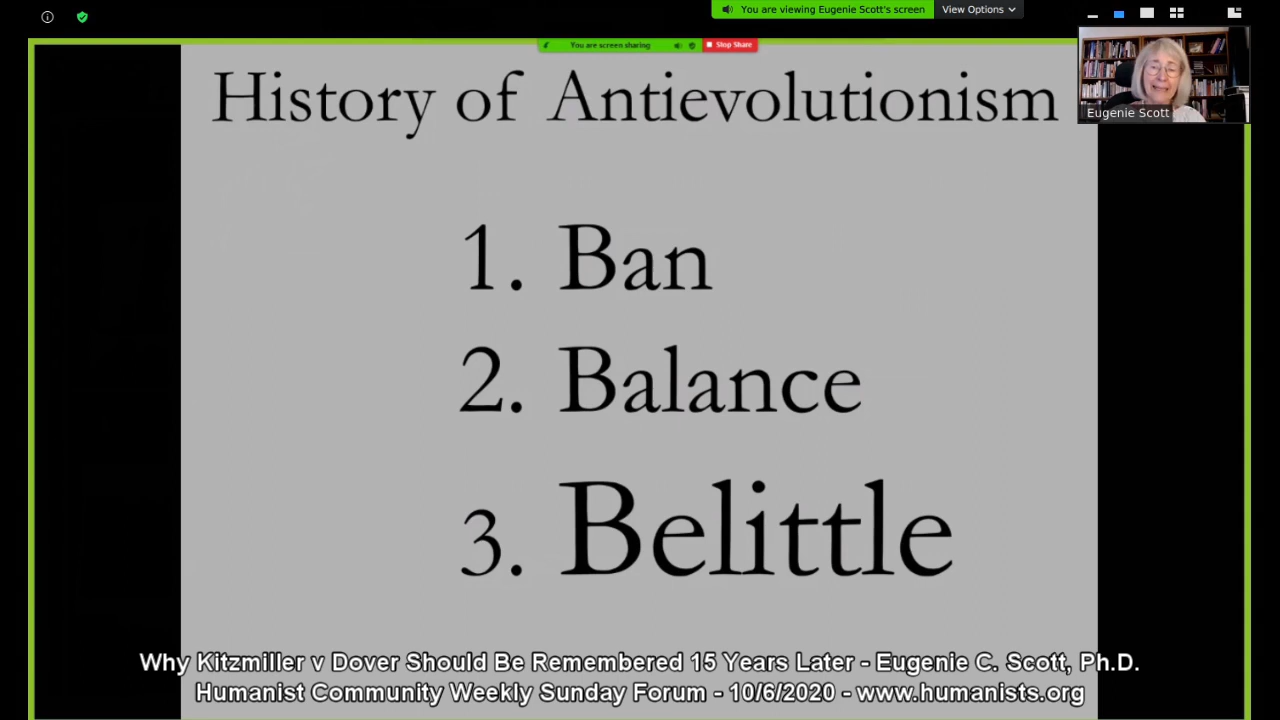 You are viewing Eugenie Scott's screen
View Options
You are screen sharing
Stop Share
History of Antievolutionism
Eugenie Scott
1. Ban
2. Balance
3. Belittle
Why Kitzmiller v Dover Should Be Remembered 15 Years Later - Eugenie C. Scott, Ph.D.
Humanist Community Weekly Sunday Forum - 10/6/2020 - www.humanists.org